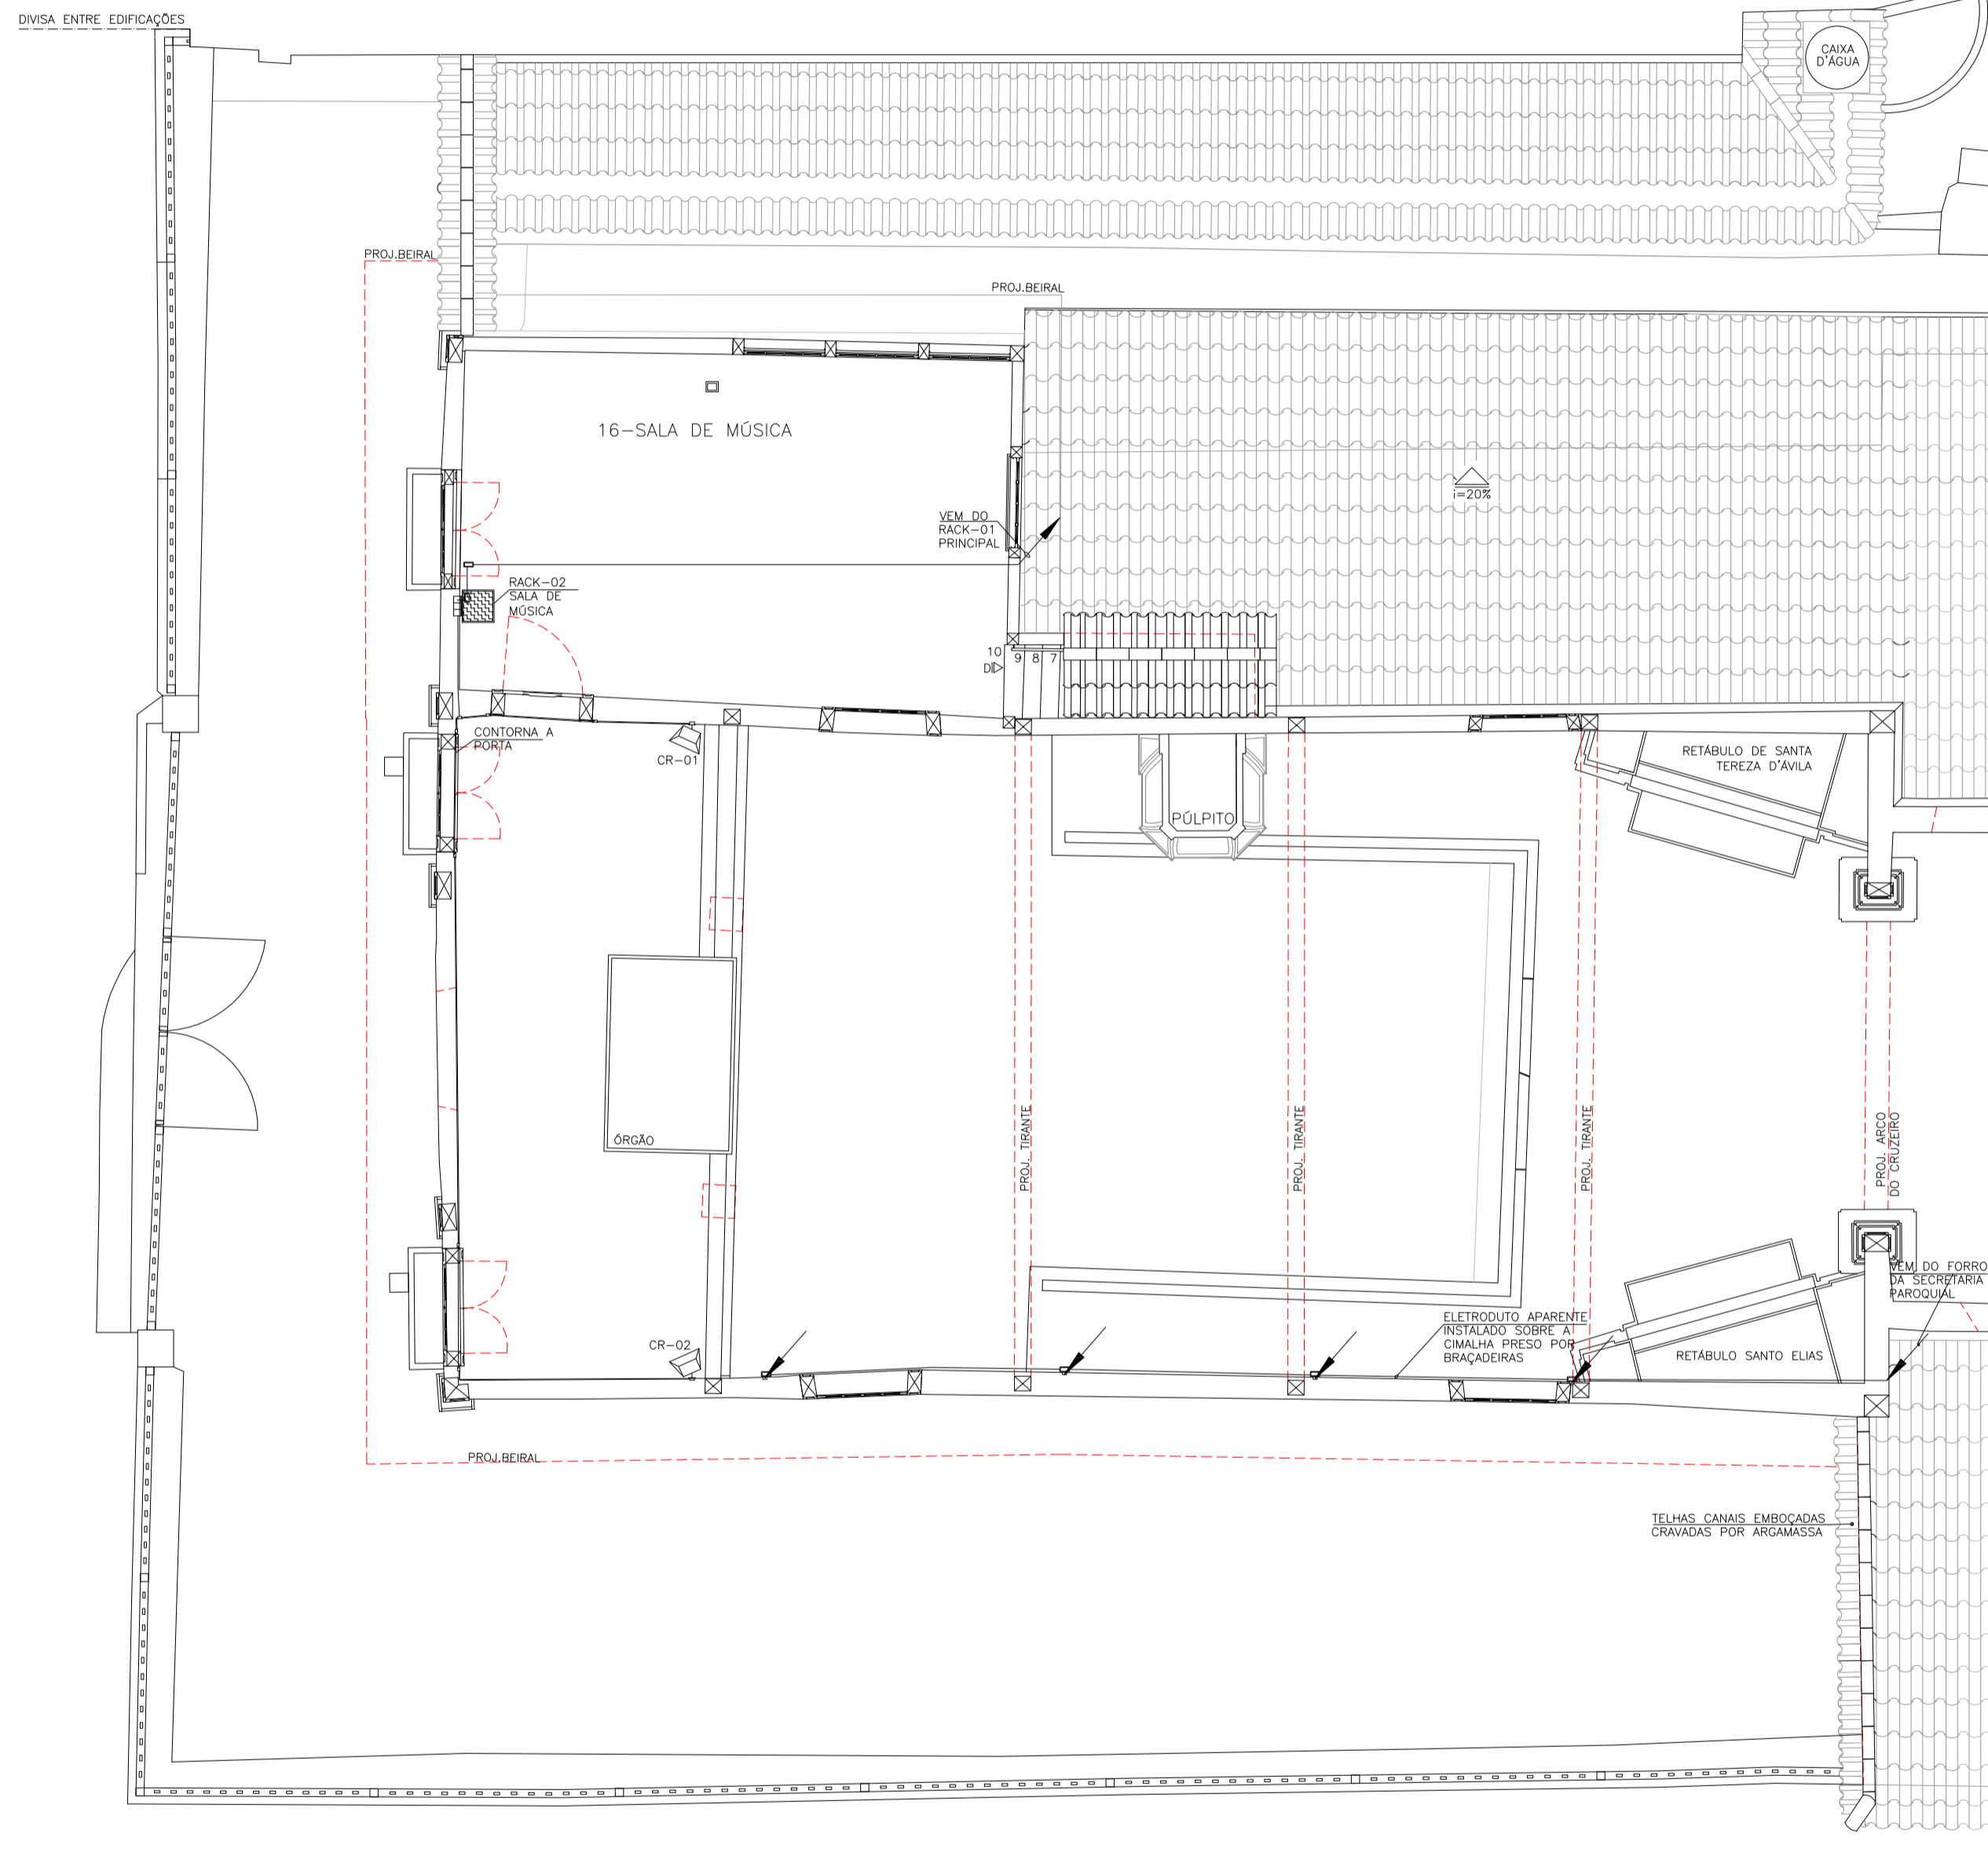 DIVISA ENTRE EDIFICAÇÕES
CAIXA
D'ÁGUA
PROJ.BEIRAL
PROJ.BEIRAL
16-SALA DE MÚSICA
i=20%
VEM DO
RACK-01
PRINCIPAL
RACK-02
SALA DE
MÚSICA
10
9
8
7
D
CONTORNA A
PORTA
CR-01
RETÁBULO DE SANTA
TEREZA D'ÁVILA
PÚLPITO
ÓRGÃO
PROJ. TIRANTE
PROJ. TIRANTE
PROJ. TIRANTE
PROJ. ARCO
DO CRUZEIRO
VEM DO FORRO
DA SECRETARIA
PAROQUIAL
ELETRODUTO APARENTE
INSTALADO SOBRE A
CIMALHA PRESO POR
BRAÇADEIRAS
CR-02
RETÁBULO SANTO ELIAS
PROJ.BEIRAL
TELHAS CANAIS EMBOÇADAS
CRAVADAS POR ARGAMASSA